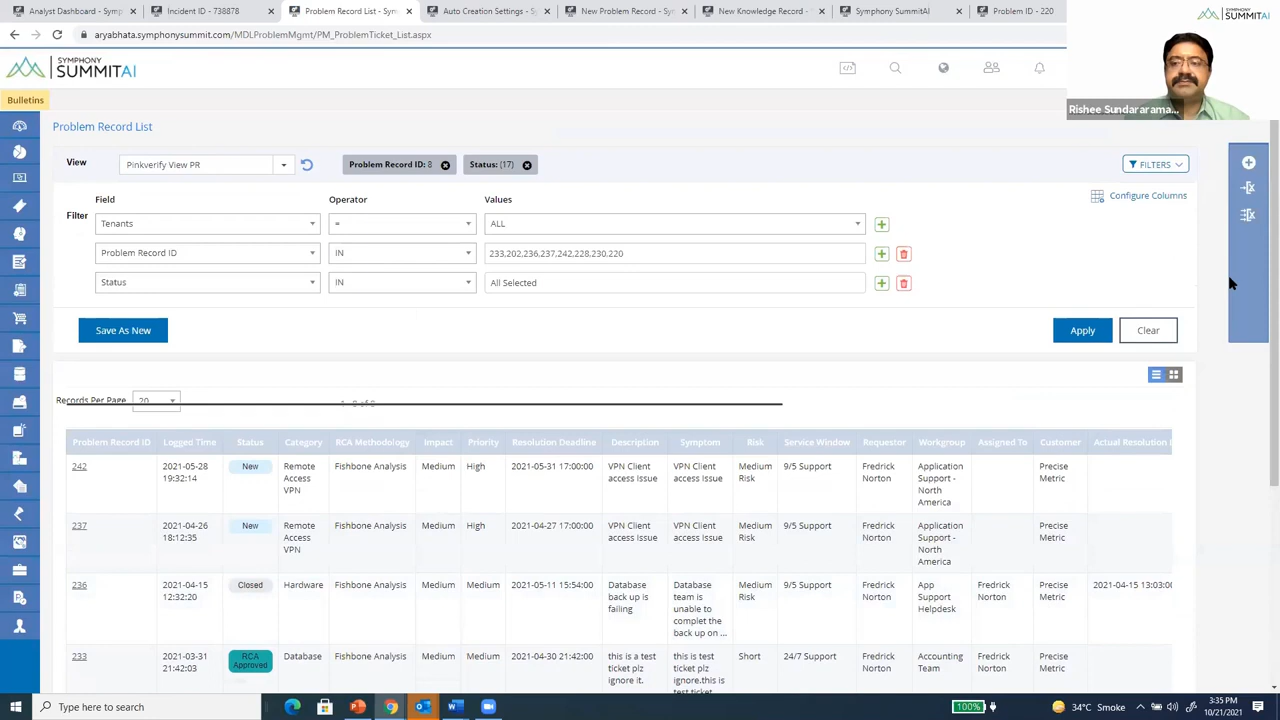 Analyst Dashboard - Symph
Incident ID - 738878
Problem Record List - Sym
Auto Creation Settings - Sy
New Problem Record - Sy
New Knowledge Record -
Symphony SummitAI
Problem ID - 220
aryabhata.symphonysummit.com/MDLProblemMgmt/PM_ProblemTicket_List.aspx
SUMMITAI
SYMPHONY
SUMMITAI
Rishee Sundararama...
Bulletins
Problem Record List
View
Pinkverify View PR
Problem Record ID: 8
Status: (17)
FILTERS
Configure Columns
Field
Operator
Values
Filter
Tenants
=
ALL
Problem Record ID
IN
233,202,236,237,242,228,230,220
Status
IN
All Selected
Save As New
Apply
Clear
Records Per Page
20
Problem Record ID Logged Time Status Category RCA Methodology Impact Priority Resolution Deadline Description Symptom Risk Service Window Requestor Workgroup Assigned To Customer Actual Resolution
242 2021-05-28 19:32:14 New Remote Access VPN Fishbone Analysis Medium High 2021-05-31 17:00:00 VPN Client access Issue VPN Client access Issue Medium Risk 9/5 Support Fredrick Norton Application Support - North America Precise Metric
237 2021-04-26 18:12:35 New Remote Access VPN Fishbone Analysis Medium High 2021-04-27 17:00:00 VPN Client access Issue VPN Client access Issue Medium Risk 9/5 Support Fredrick Norton Application Support - North America Precise Metric
236 2021-04-15 12:32:20 Closed Hardware Fishbone Analysis Medium Medium 2021-05-11 15:54:00 Database back up is failing Database team is unable to complet the back up on ... Medium Risk 9/5 Support Fredrick Norton App Support Helpdesk Fredrick Norton Precise Metric 2021-04-15 13:03:00
233 2021-03-31 21:42:03 RCA Approved Database Fishbone Analysis Medium Medium 2021-04-30 21:42:00 this is a test ticket plz ignore it. this is test ticket plz ignore.this is test ticket Short 24/7 Support Fredrick Norton Accounting Team Fredrick Norton Precise Metric
Type here to search
100%
34°C Smoke
3:35 PM
10/21/2021